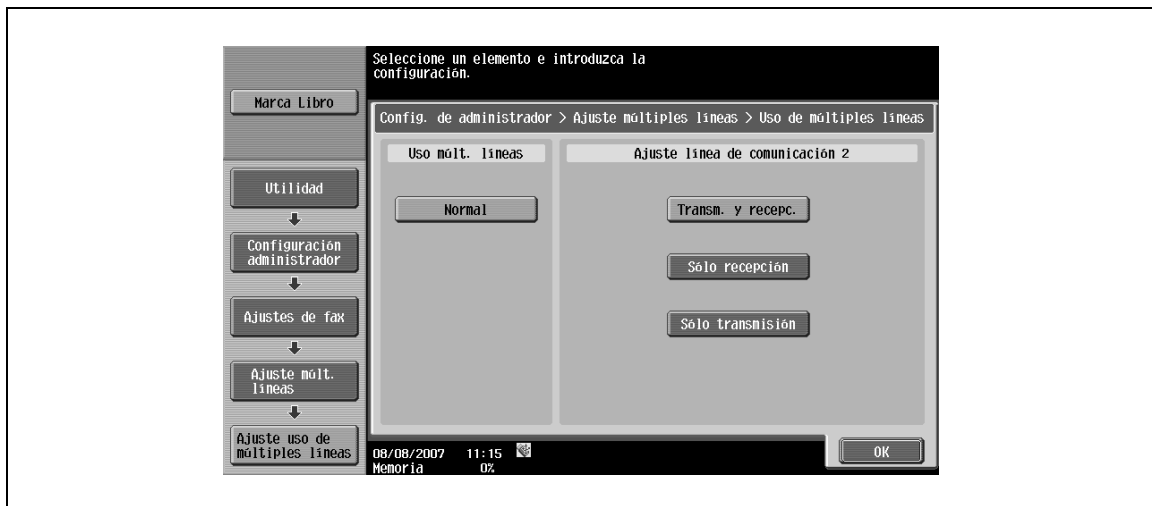 Seleccione un elemento e introduzca la
configuración.
Marca Libro
Config. de administrador > Ajuste múltiples líneas > Uso de múltiples líneas
Uso múlt. líneas
Normal
Ajuste línea de comunicación 2
Transm. y recepc.
Sólo recepción
Sólo transmisión
Utilidad
Configuración
administrador
Ajustes de fax
Ajuste múlt.
líneas
Ajuste uso de
múltiples líneas
08/08/2007 11:15
Memoria 0%
OK